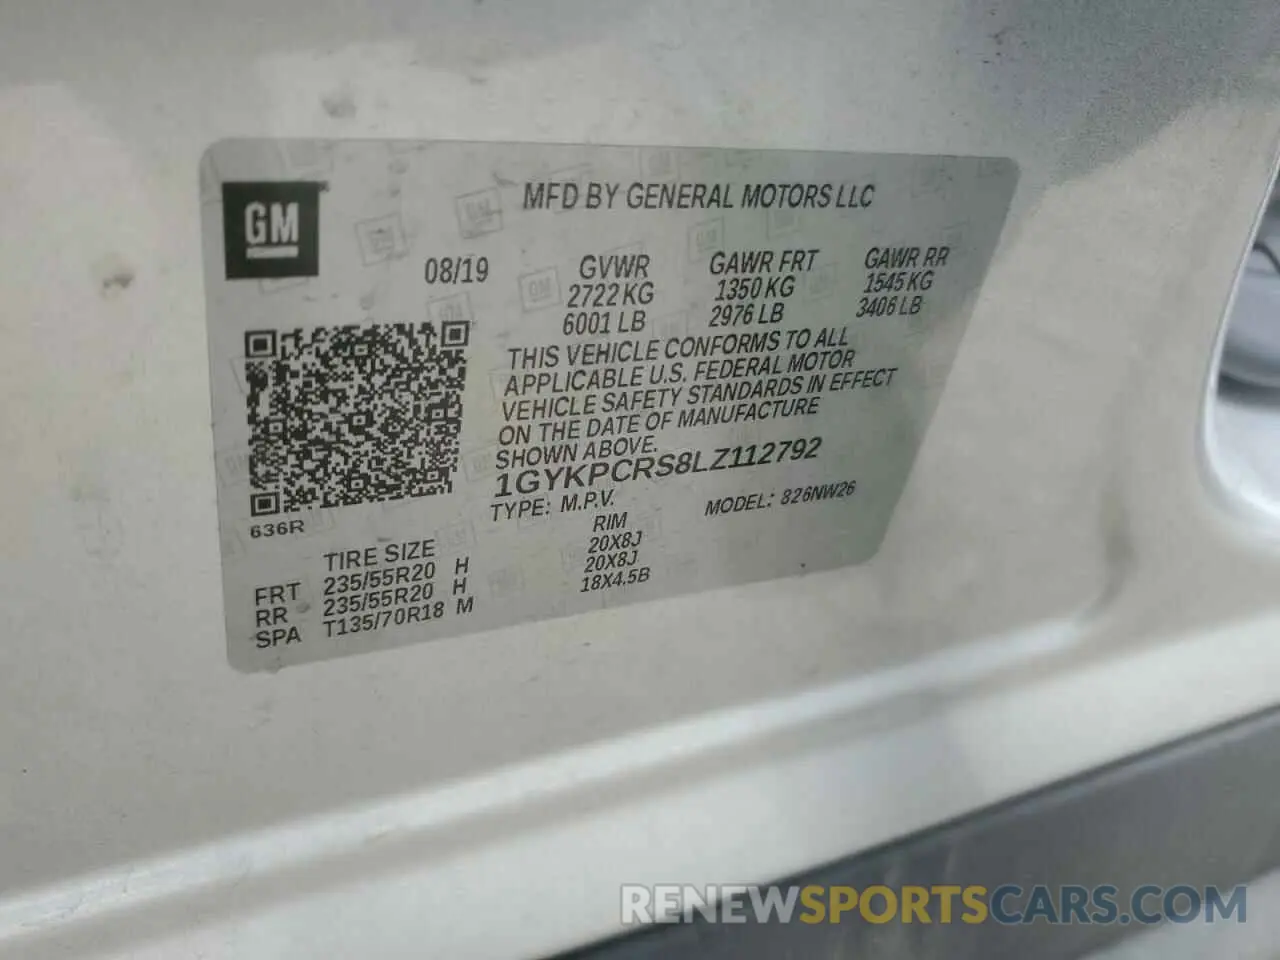 GM
MFD BY GENERAL MOTORS LLC
08/19
GVWR GAWR FRT GAWR RR
2722 KG 1350 KG 1545 KG
6001 LB 2976 LB 3406 LB
THIS VEHICLE CONFORMS TO ALL
APPLICABLE U.S. FEDERAL MOTOR
VEHICLE SAFETY STANDARDS IN EFFECT
ON THE DATE OF MANUFACTURE
SHOWN ABOVE.
1GYKPCRS8LZ112792
TYPE: M.P.V. MODEL: 826NW26
636R
TIRE SIZE RIM
FRT 235/55R20 H 20X8J
RR 235/55R20 H 20X8J
SPA T135/70R18 M 18X4.5B
RENEWSPORTSCARS.COM